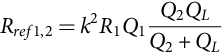 R_{ref1,2} = k^2 R_1 Q_1 \frac{Q_2 Q_L}{Q_2 + Q_L}